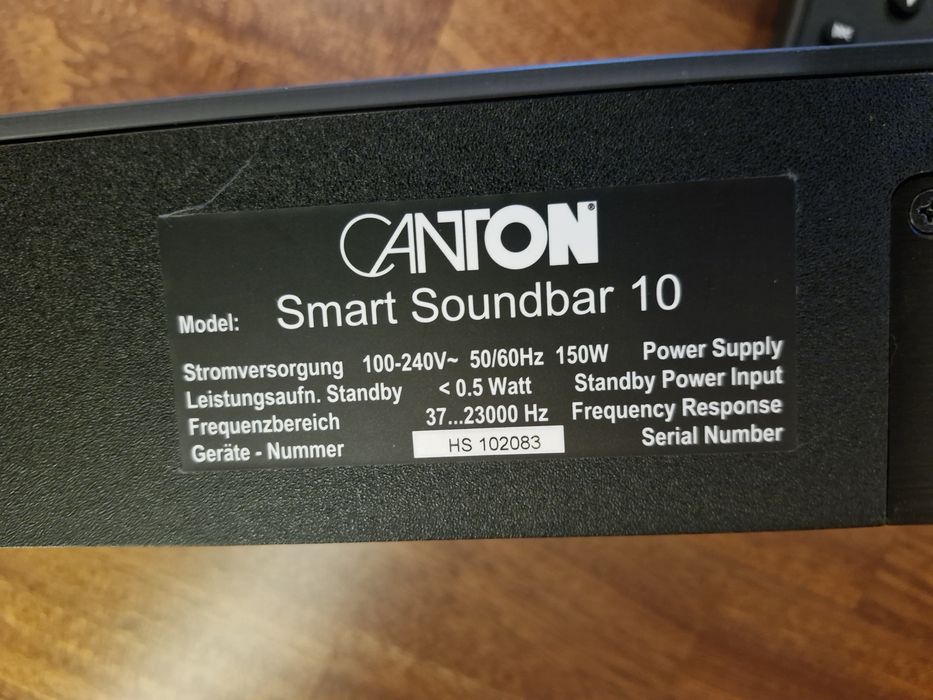 CANTON®
Model: Smart Soundbar 10
Stromversorgung 100-240V~ 50/60Hz 150W Power Supply
Leistungsaufn. Standby < 0.5 Watt Standby Power Input
Frequenzbereich 37...23000 Hz Frequency Response
Geräte - Nummer HS 102083 Serial Number